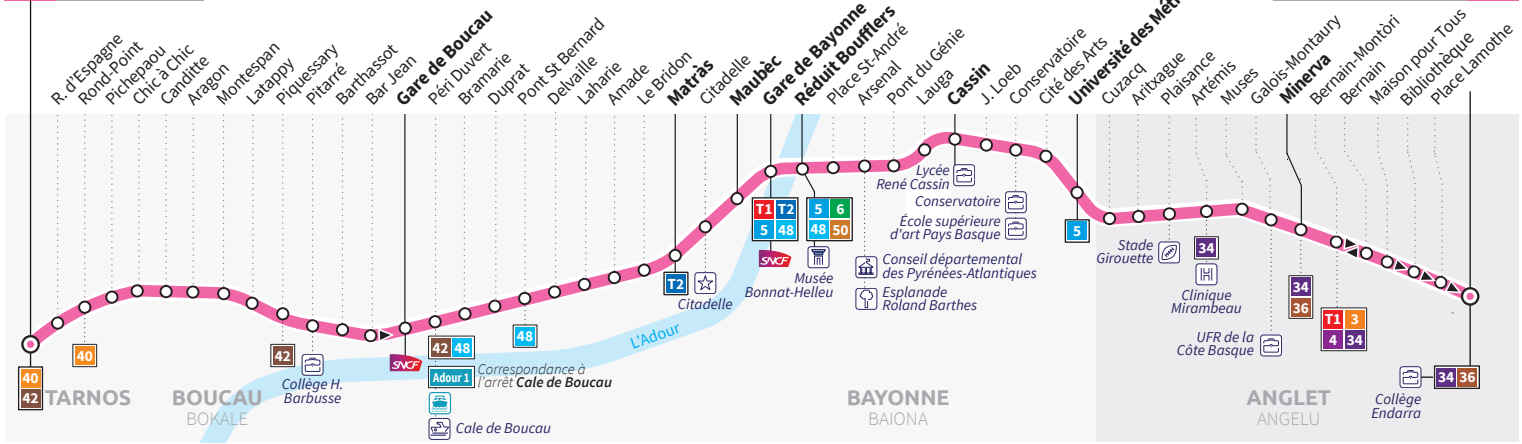 R. d'Espagne
Rond-Point
Pichepaou
Chic à Chic
Canditte
Aragon
Montespan
Latappy
Piquessary
Pitarré
Barthassot
Bar Jean
Gare de Boucau
Péri Duvert
Bramarie
Duprat
Pont St Bernard
Delvaille
Laharie
Amade
Le Bridon
Matràs
Citadelle
Maubèc
Gare de Bayonne
Réduit Boufflers
Place St-André
Arsenal
Pont du Génie
Lauga
Cassin
J. Loeb
Conservatoire
Cité des Arts
Université des Mét
Cuzacq
Aritxague
Plaisance
Artémis
Muses
Galois-Montaury
Minerva
Bernain-Montòri
Bernain
Maison pour Tous
Bibliothèque
Place Lamothe
40
42
40
42
Collège H.
Barbusse
SNCF
42 48
Adour 1
Correspondance à
l'arrêt Cale de Boucau
Cale de Boucau
48
T2
Citadelle
L'Adour
T1 T2
5 48
SNCF
5 6
48 50
Musée
Bonnat-Helleu
Conseil départemental
des Pyrénées-Atlantiques
Esplanade
Roland Barthes
Lycée
René Cassin
Conservatoire
École supérieure
d'art Pays Basque
5
Stade
Girouette
34
H
Clinique
Mirambeau
UFR de la
Côte Basque
34
36
T1 3
4 34
Collège
Endarra
34 36
TARNOS
BOUCAU
BOKALE
BAYONNE
BAIONA
ANGLET
ANGELU